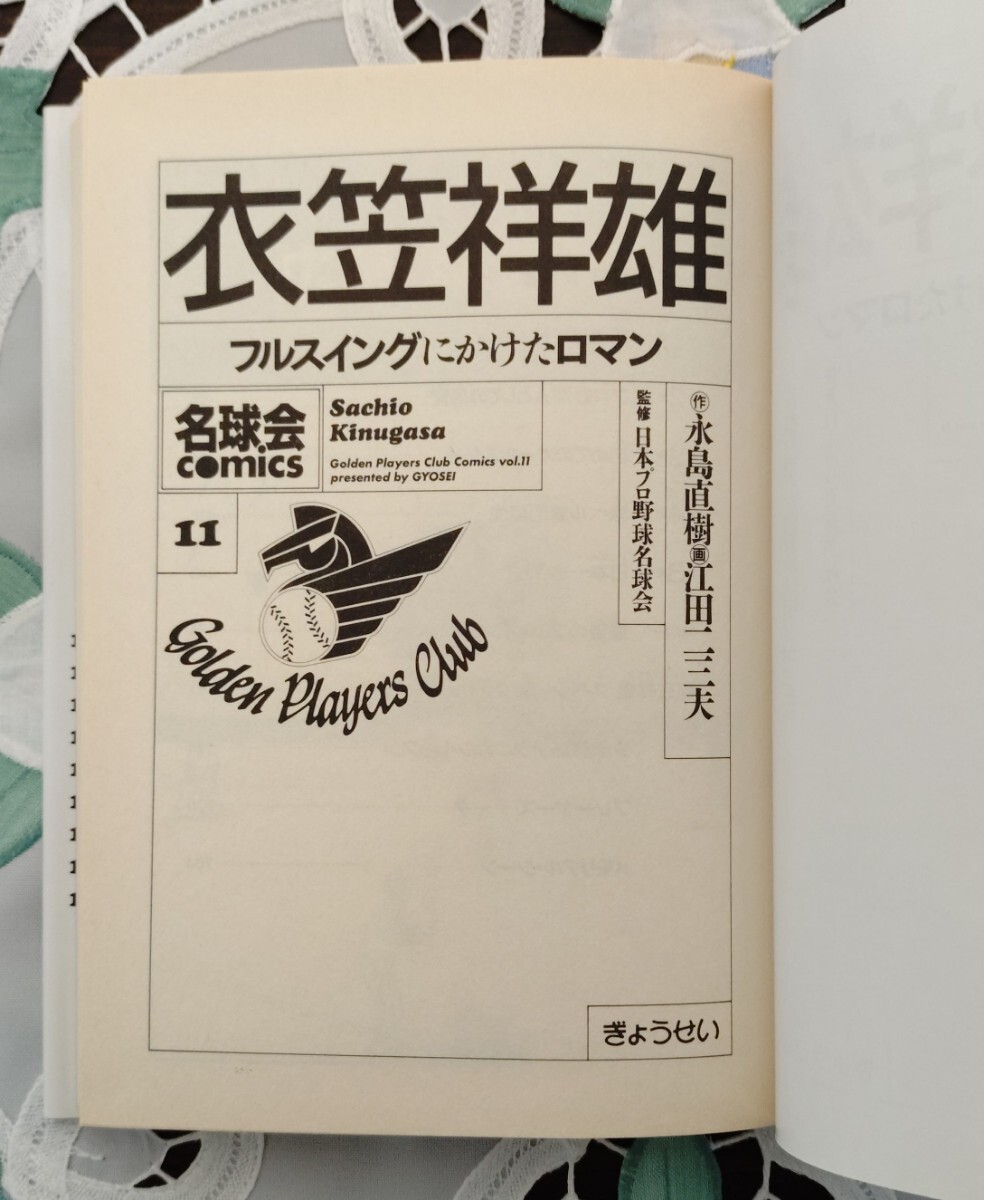 衣笠祥雄
フルスイングにかけたロマン
名球会
comics
Sachio
Kinugasa
Golden Players Club Comics vol.11
presented by GYOSEI
監修 日本プロ野球名球会
作 永島直樹 画 江田一三夫
11
Golden Players Club
ぎょうせい